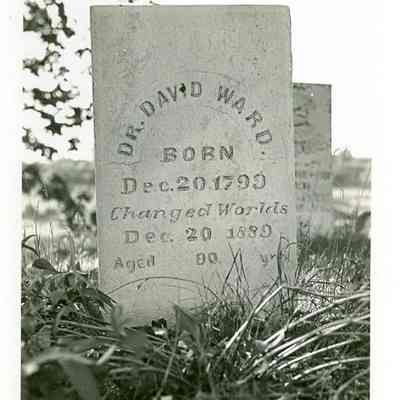 DR. DAVID WARD
BORN
Dec. 20. 1799
Changed Worlds
Dec. 20 1889
Aged 90 yrs